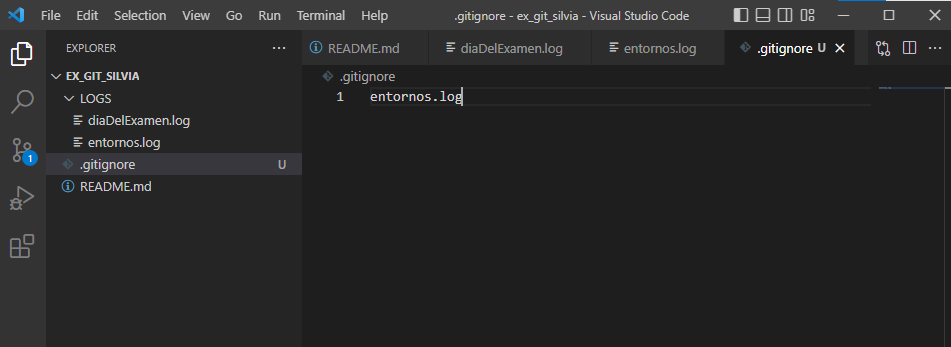 File Edit Selection View Go Run Terminal Help .gitignore - ex_git_silvia - Visual Studio Code
EXPLORER ...
README.md diaDelExamen.log entornos.log .gitignore U
EX_GIT_SILVIA
.gitignore
LOGS
1 entornos.log
diaDelExamen.log
entornos.log
1
.gitignore U
README.md